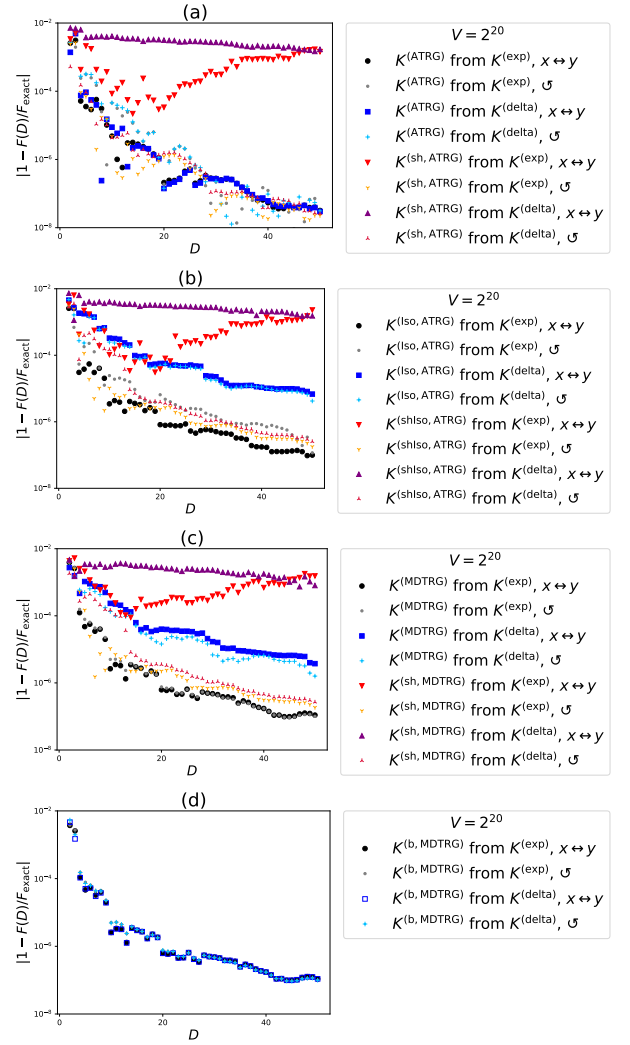 (a)
|1 − F(D)/F_exact|
10⁻²
10⁻⁴
10⁻⁶
10⁻⁸
0
20
40
D
V = 2²⁰
K^(ATRG) from K^(exp), x↔y
K^(ATRG) from K^(exp), ↺
K^(ATRG) from K^(delta), x↔y
K^(ATRG) from K^(delta), ↺
K^(sh, ATRG) from K^(exp), x↔y
K^(sh, ATRG) from K^(exp), ↺
K^(sh, ATRG) from K^(delta), x↔y
K^(sh, ATRG) from K^(delta), ↺
(b)
|1 − F(D)/F_exact|
10⁻²
10⁻⁴
10⁻⁶
10⁻⁸
0
20
40
D
V = 2²⁰
K^(Iso, ATRG) from K^(exp), x↔y
K^(Iso, ATRG) from K^(exp), ↺
K^(Iso, ATRG) from K^(delta), x↔y
K^(Iso, ATRG) from K^(delta), ↺
K^(shIso, ATRG) from K^(exp), x↔y
K^(shIso, ATRG) from K^(exp), ↺
K^(shIso, ATRG) from K^(delta), x↔y
K^(shIso, ATRG) from K^(delta), ↺
(c)
|1 − F(D)/F_exact|
10⁻²
10⁻⁴
10⁻⁶
10⁻⁸
0
20
40
D
V = 2²⁰
K^(MDTRG) from K^(exp), x↔y
K^(MDTRG) from K^(exp), ↺
K^(MDTRG) from K^(delta), x↔y
K^(MDTRG) from K^(delta), ↺
K^(sh, MDTRG) from K^(exp), x↔y
K^(sh, MDTRG) from K^(exp), ↺
K^(sh, MDTRG) from K^(delta), x↔y
K^(sh, MDTRG) from K^(delta), ↺
(d)
|1 − F(D)/F_exact|
10⁻²
10⁻⁴
10⁻⁶
10⁻⁸
0
20
40
D
V = 2²⁰
K^(b, MDTRG) from K^(exp), x↔y
K^(b, MDTRG) from K^(exp), ↺
K^(b, MDTRG) from K^(delta), x↔y
K^(b, MDTRG) from K^(delta), ↺